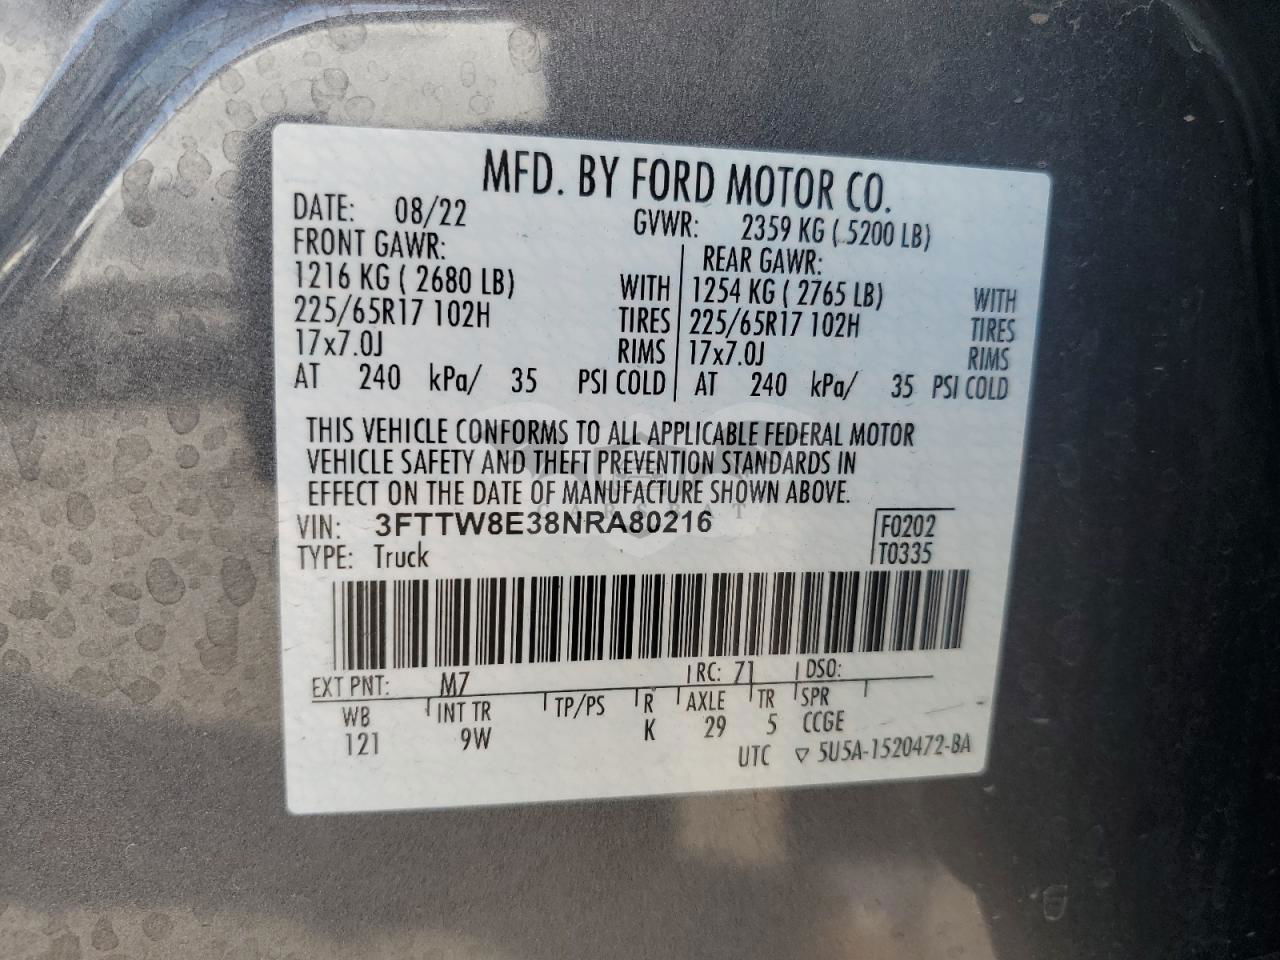 MFD. BY FORD MOTOR CO.
DATE: 08/22 GVWR: 2359 KG ( 5200 LB)
FRONT GAWR: REAR GAWR:
1216 KG ( 2680 LB) WITH 1254 KG ( 2765 LB) WITH
225/65R17 102H TIRES 225/65R17 102H TIRES
17x7.0J RIMS 17x7.0J RIMS
AT 240 kPa/ 35 PSI COLD AT 240 kPa/ 35 PSI COLD
THIS VEHICLE CONFORMS TO ALL APPLICABLE FEDERAL MOTOR
VEHICLE SAFETY AND THEFT PREVENTION STANDARDS IN
EFFECT ON THE DATE OF MANUFACTURE SHOWN ABOVE.
VIN: 3FTTW8E38NRA80216 F0202
TYPE: Truck T0335
EXT PNT: M7 RC: 71 DSO:
WB INT TR TP/PS R AXLE TR SPR
121 9W K 29 5 CCGE
UTC ▽ 5U5A-1520472-BA